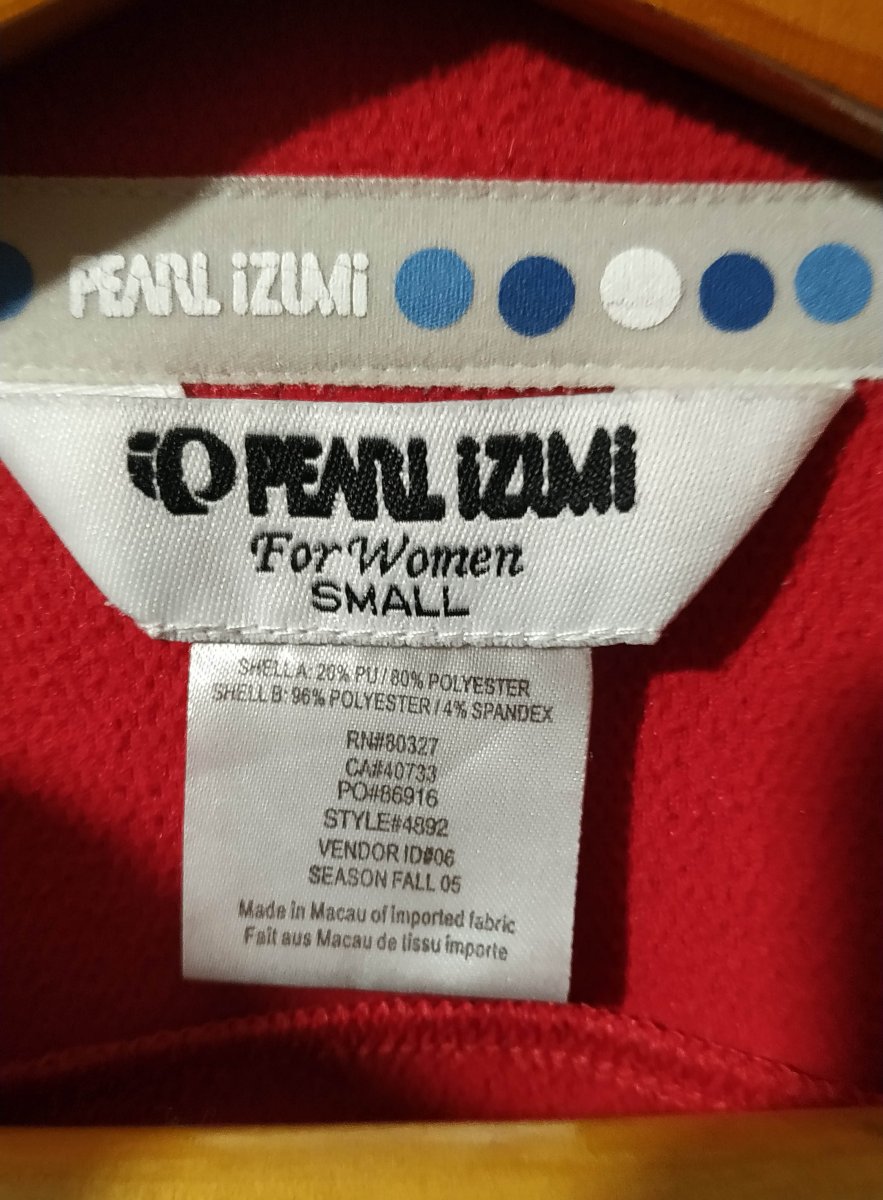 PEARL iZUMi
PEARL iZUMi
For Women
SMALL
SHELL A: 20% PU / 80% POLYESTER
SHELL B: 96% POLYESTER / 4% SPANDEX
RN#80327
CA#40733
PO#86916
STYLE#4892
VENDOR ID#06
SEASON FALL 05
Made in Macau of imported fabric
Fait aus Macau de tissu importe